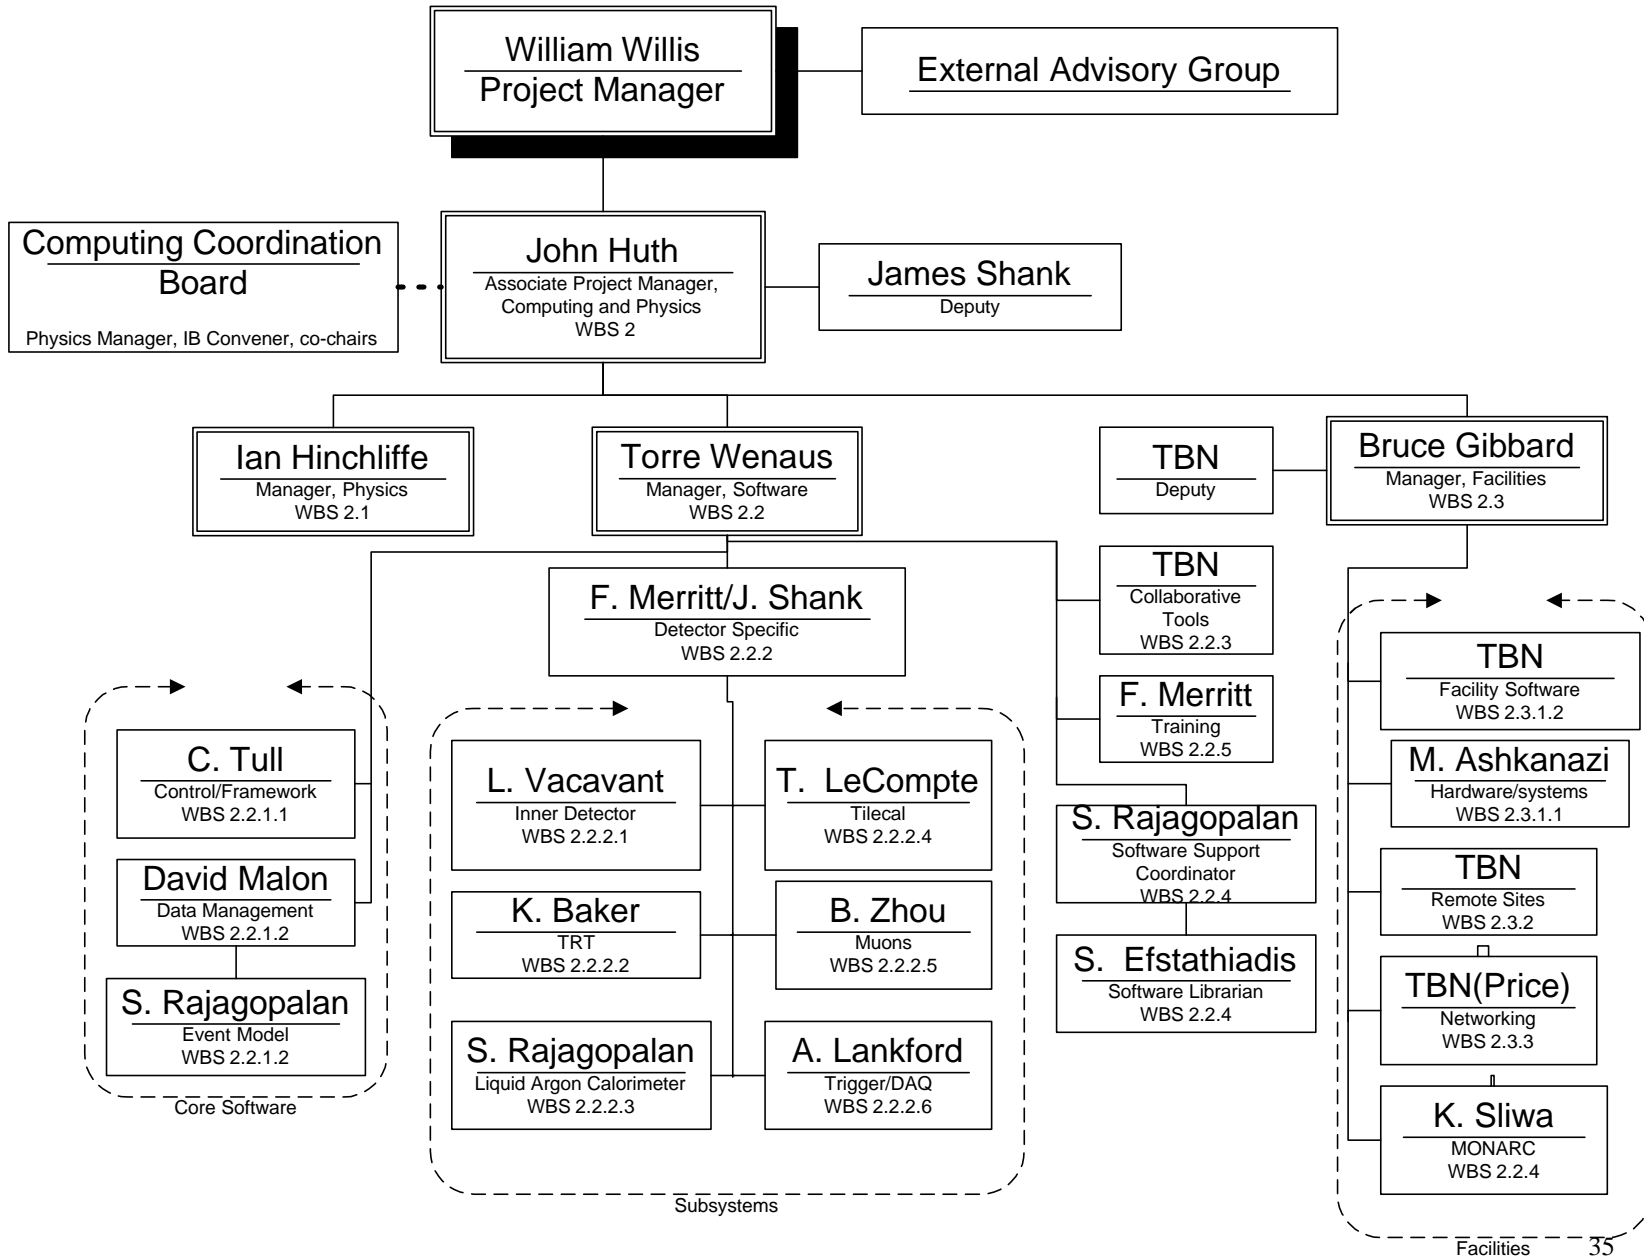 William Willis
Project Manager
External Advisory Group
Computing Coordination
Board
Physics Manager, IB Convener, co-chairs
John Huth
Associate Project Manager,
Computing and Physics
WBS 2
James Shank
Deputy
Ian Hinchliffe
Manager, Physics
WBS 2.1
Torre Wenaus
Manager, Software
WBS 2.2
TBN
Deputy
Bruce Gibbard
Manager, Facilities
WBS 2.3
F. Merritt/J. Shank
Detector Specific
WBS 2.2.2
TBN
Collaborative
Tools
WBS 2.2.3
F. Merritt
Training
WBS 2.2.5
S. Rajagopalan
Software Support
Coordinator
WBS 2.2.4
S. Efstathiadis
Software Librarian
WBS 2.2.4
C. Tull
Control/Framework
WBS 2.2.1.1
David Malon
Data Management
WBS 2.2.1.2
S. Rajagopalan
Event Model
WBS 2.2.1.2
Core Software
L. Vacavant
Inner Detector
WBS 2.2.2.1
T. LeCompte
Tilecal
WBS 2.2.2.4
K. Baker
TRT
WBS 2.2.2.2
B. Zhou
Muons
WBS 2.2.2.5
S. Rajagopalan
Liquid Argon Calorimeter
WBS 2.2.2.3
A. Lankford
Trigger/DAQ
WBS 2.2.2.6
Subsystems
TBN
Facility Software
WBS 2.3.1.2
M. Ashkanazi
Hardware/systems
WBS 2.3.1.1
TBN
Remote Sites
WBS 2.3.2
TBN(Price)
Networking
WBS 2.3.3
K. Sliwa
MONARC
WBS 2.2.4
Facilities
35